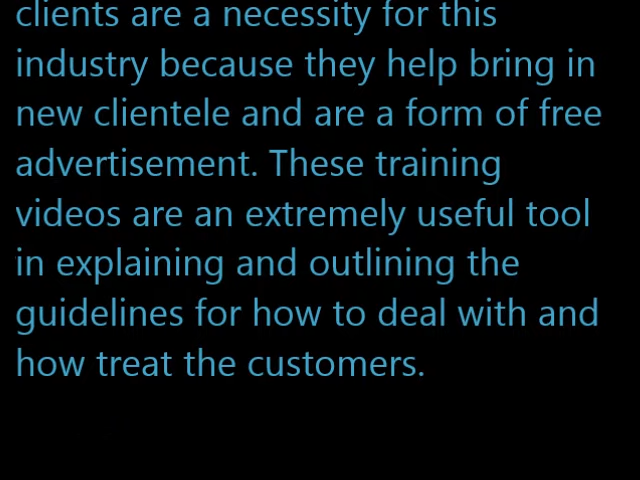 clients are a necessity for this
industry because they help bring in
new clientele and are a form of free
advertisement. These training
videos are an extremely useful tool
in explaining and outlining the
guidelines for how to deal with and
how treat the customers.